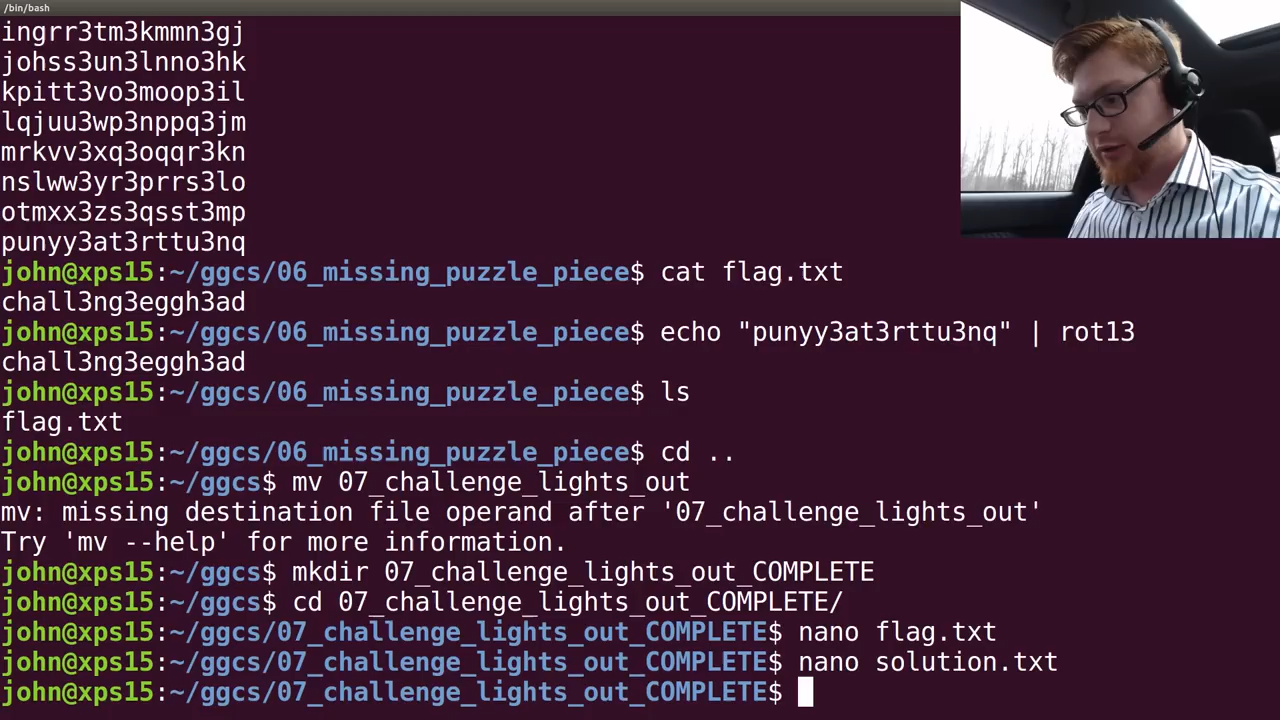 /bin/bash
ingrr3tm3kmmn3gj
johss3un3lnno3hk
kpitt3vo3moop3il
lqjuu3wp3nppq3jm
mrkvv3xq3oqqr3kn
nslww3yr3prrs3lo
otmxx3zs3qsst3mp
punyy3at3rttu3nq
john@xps15:~/ggcs/06_missing_puzzle_piece$ cat flag.txt
chall3ng3eggh3ad
john@xps15:~/ggcs/06_missing_puzzle_piece$ echo "punyy3at3rttu3nq" | rot13
chall3ng3eggh3ad
john@xps15:~/ggcs/06_missing_puzzle_piece$ ls
flag.txt
john@xps15:~/ggcs/06_missing_puzzle_piece$ cd ..
john@xps15:~/ggcs$ mv 07_challenge_lights_out
mv: missing destination file operand after '07_challenge_lights_out'
Try 'mv --help' for more information.
john@xps15:~/ggcs$ mkdir 07_challenge_lights_out_COMPLETE
john@xps15:~/ggcs$ cd 07_challenge_lights_out_COMPLETE/
john@xps15:~/ggcs/07_challenge_lights_out_COMPLETE$ nano flag.txt
john@xps15:~/ggcs/07_challenge_lights_out_COMPLETE$ nano solution.txt
john@xps15:~/ggcs/07_challenge_lights_out_COMPLETE$